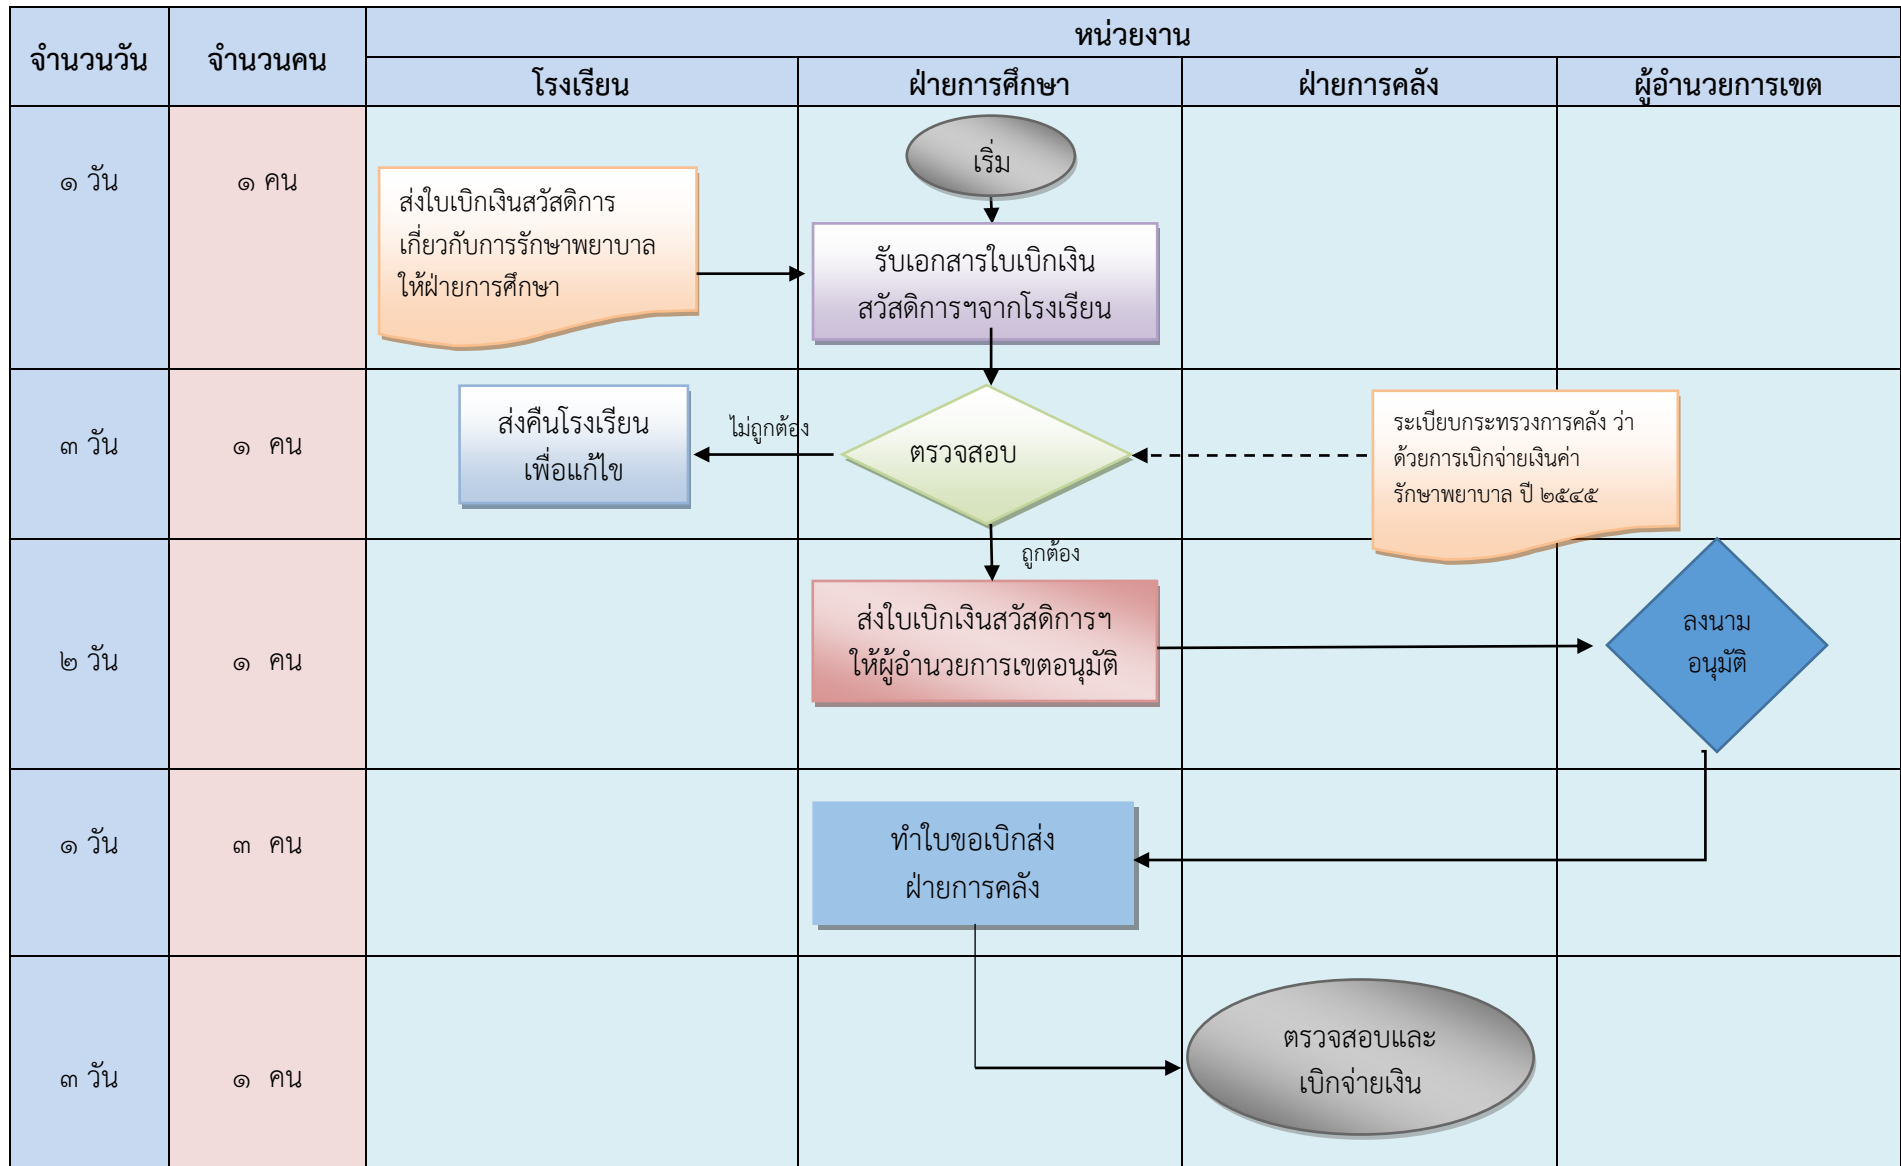 จำนวนวัน
จำนวนคน
หน่วยงาน
โรงเรียน
ฝ่ายการศึกษา
ฝ่ายการคลัง
ผู้อำนวยการเขต
๑ วัน
๑ คน
ส่งใบเบิกเงินสวัสดิการ
เกี่ยวกับการรักษาพยาบาล
ให้ฝ่ายการศึกษา
เริ่ม
รับเอกสารใบเบิกเงิน
สวัสดิการฯจากโรงเรียน
๓ วัน
๑ คน
ส่งคืนโรงเรียน
เพื่อแก้ไข
ไม่ถูกต้อง
ตรวจสอบ
ระเบียบกระทรวงการคลัง ว่า
ด้วยการเบิกจ่ายเงินค่า
รักษาพยาบาล ปี ๒๕๔๕
ถูกต้อง
๒ วัน
๑ คน
ส่งใบเบิกเงินสวัสดิการฯ
ให้ผู้อำนวยการเขตอนุมัติ
ลงนาม
อนุมัติ
๑ วัน
๓ คน
ทำใบขอเบิกส่ง
ฝ่ายการคลัง
๓ วัน
๑ คน
ตรวจสอบและ
เบิกจ่ายเงิน